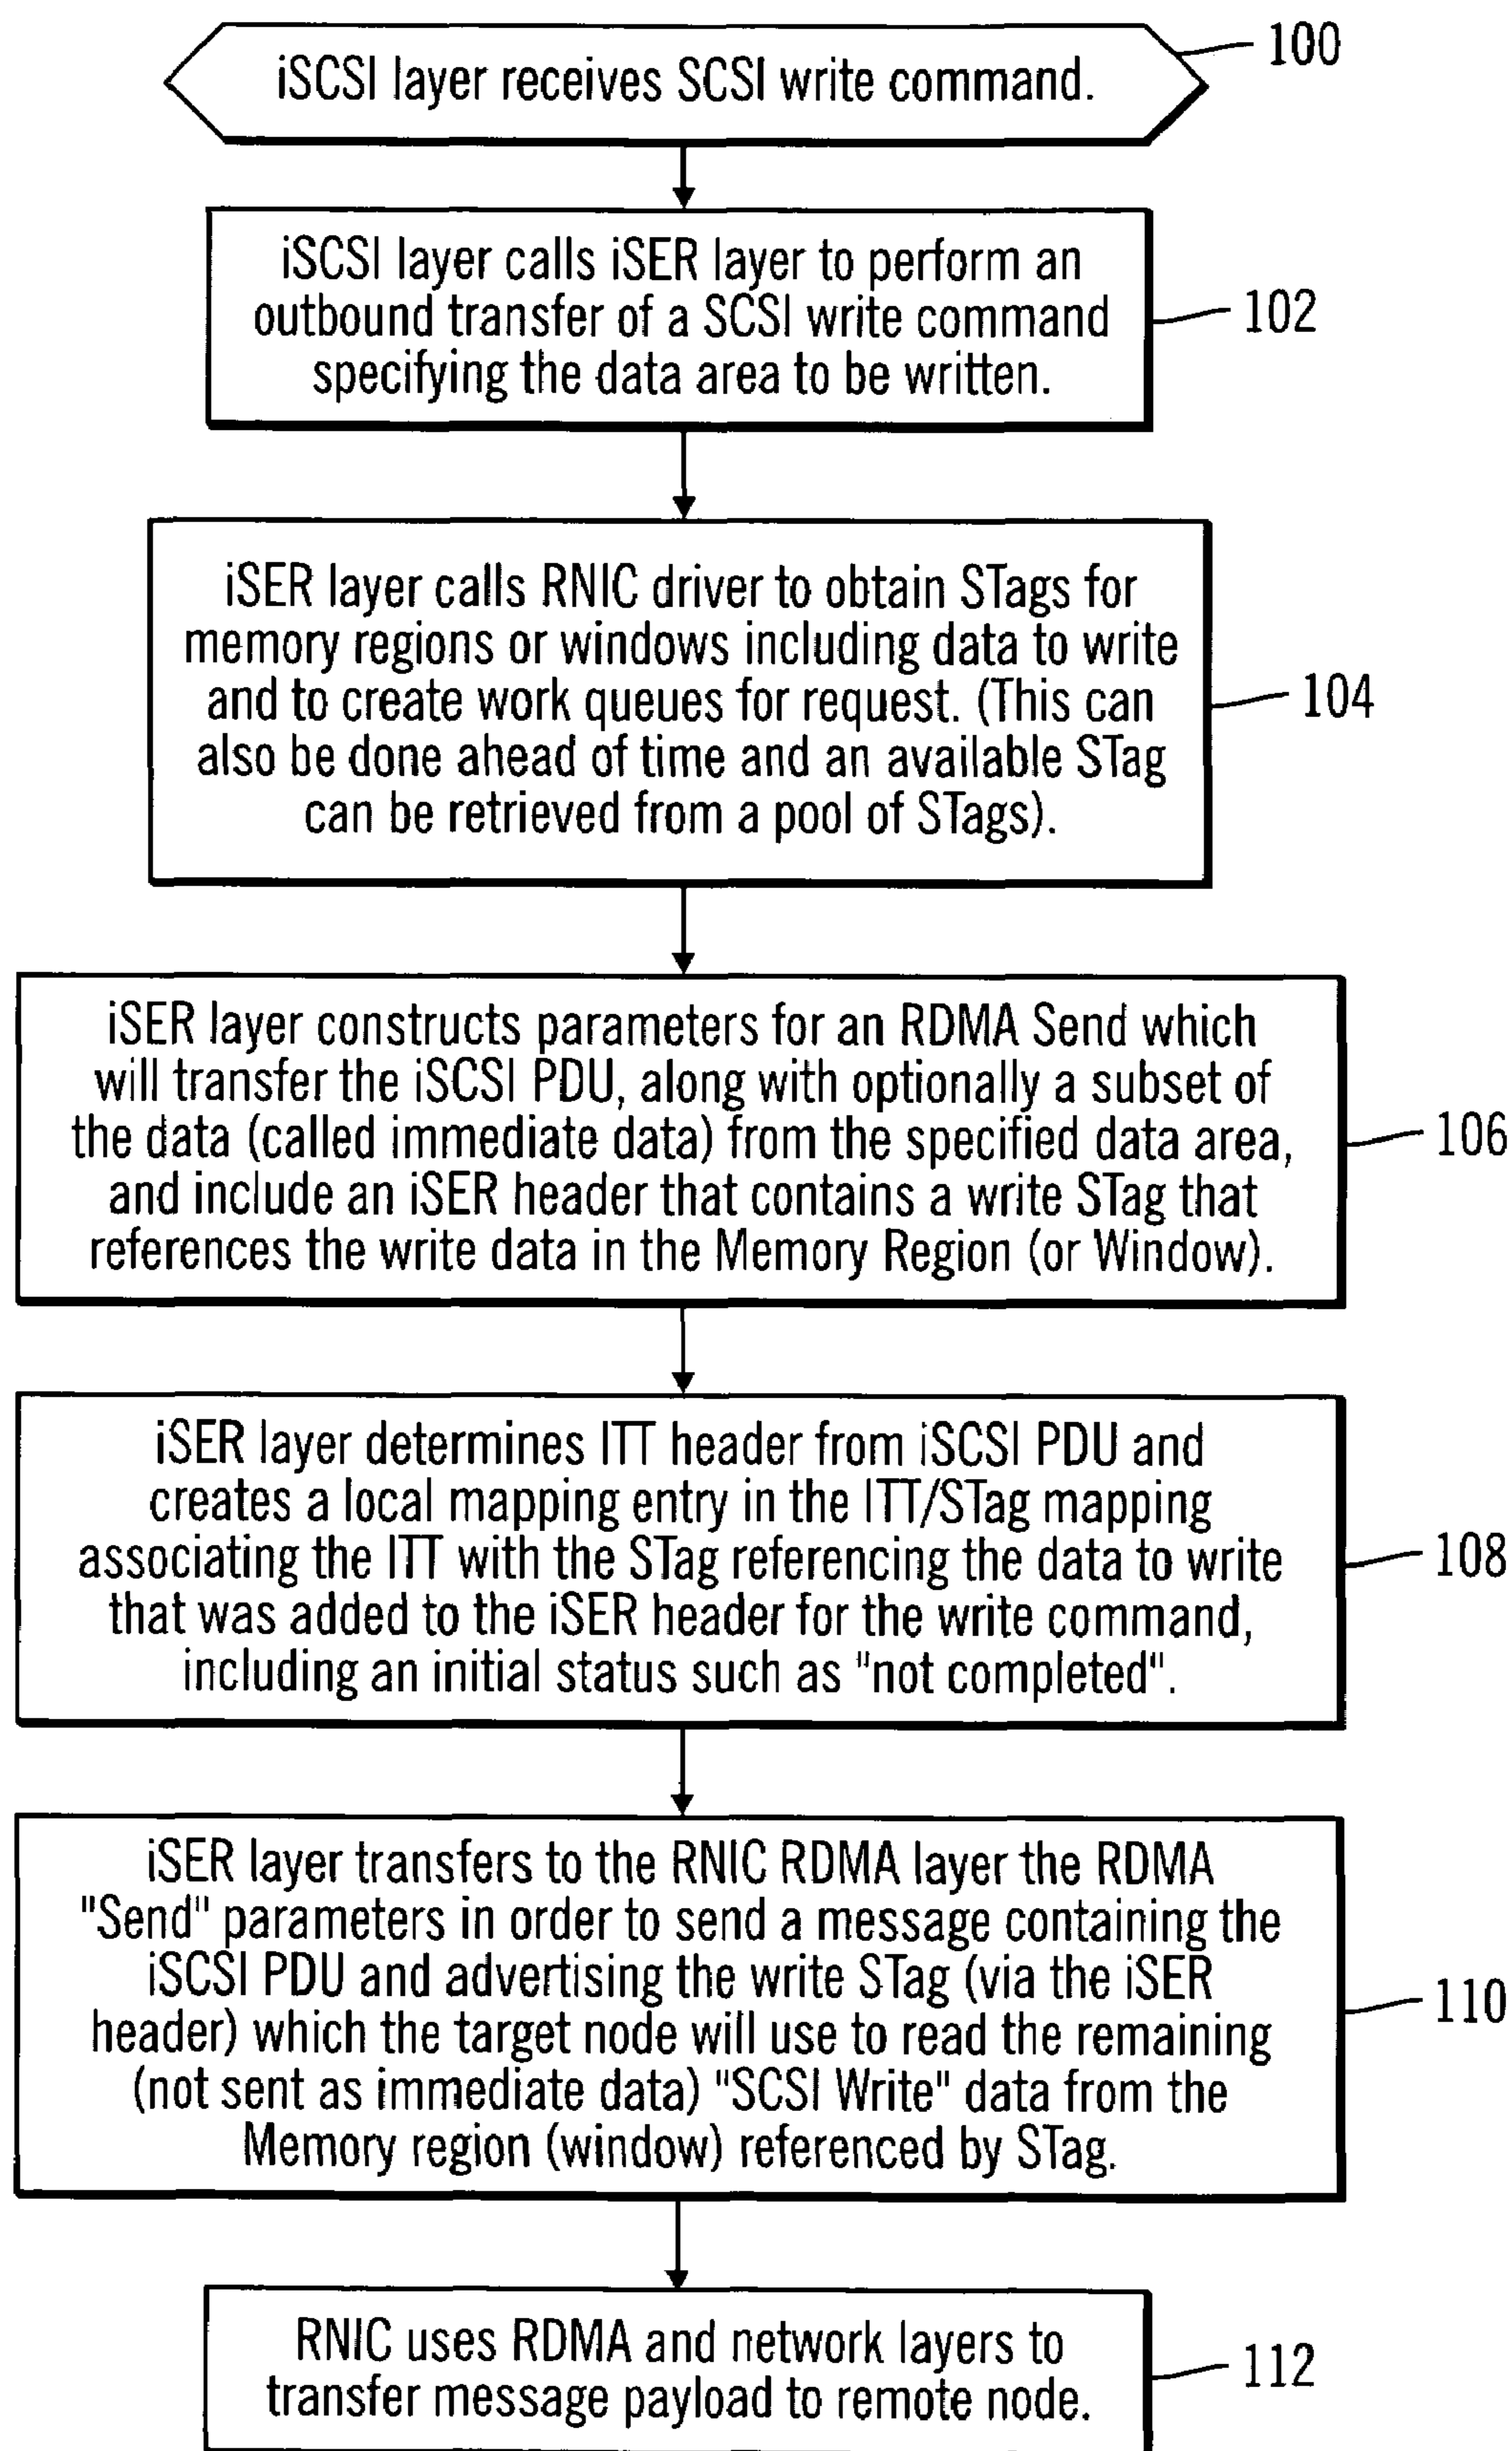 iSCSI layer receives SCSI write command.
100
iSCSI layer calls iSER layer to perform an
outbound transfer of a SCSI write command
specifying the data area to be written.
102
iSER layer calls RNIC driver to obtain STags for
memory regions or windows including data to write
and to create work queues for request. (This can
also be done ahead of time and an available STag
can be retrieved from a pool of STags).
104
iSER layer constructs parameters for an RDMA Send which
will transfer the iSCSI PDU, along with optionally a subset of
the data (called immediate data) from the specified data area,
and include an iSER header that contains a write STag that
references the write data in the Memory Region (or Window).
106
iSER layer determines ITT header from iSCSI PDU and
creates a local mapping entry in the ITT/STag mapping
associating the ITT with the STag referencing the data to write
that was added to the iSER header for the write command,
including an initial status such as "not completed".
108
iSER layer transfers to the RNIC RDMA layer the RDMA
"Send" parameters in order to send a message containing the
iSCSI PDU and advertising the write STag (via the iSER
header) which the target node will use to read the remaining
(not sent as immediate data) "SCSI Write" data from the
Memory region (window) referenced by STag.
110
RNIC uses RDMA and network layers to
transfer message payload to remote node.
112